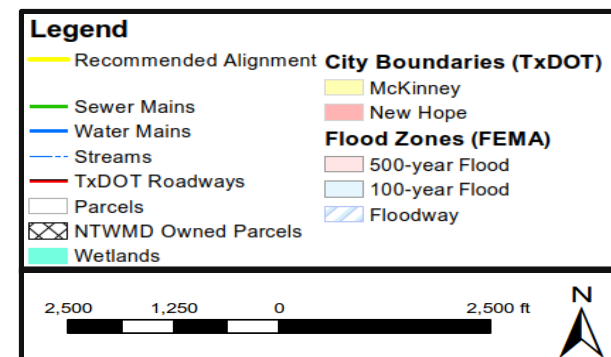 Legend
Recommended Alignment
Sewer Mains
Water Mains
Streams
TxDOT Roadways
Parcels
NTWMD Owned Parcels
Wetlands
City Boundaries (TxDOT)
McKinney
New Hope
Flood Zones (FEMA)
500-year Flood
100-year Flood
Floodway
2,500 1,250 0 2,500 ft
N